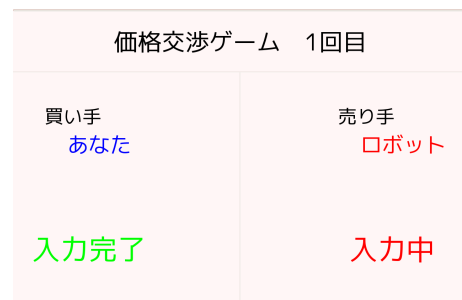 価格交渉ゲーム　1回目
買い手
あなた
入力完了
売り手
ロボット
入力中